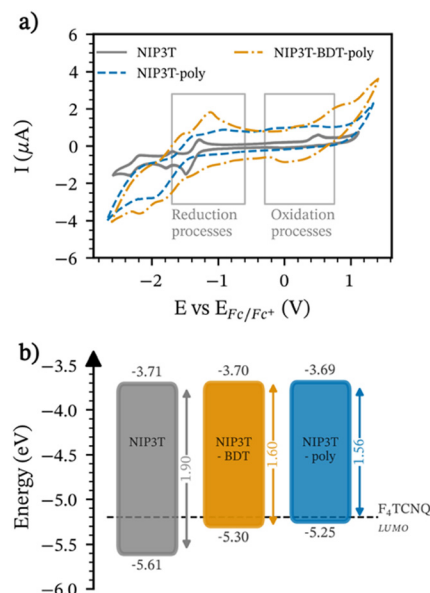 a)
NIP3T
NIP3T-poly
NIP3T-BDT-poly
6
4
2
0
−2
−4
−6
I (μA)
Reduction
processes
Oxidation
processes
−2
−1
0
1
E vs E_Fc/Fc⁺ (V)
b)
−3.5
−4.0
−4.5
−5.0
−5.5
−6.0
Energy (eV)
-3.71
-3.70
-3.69
NIP3T
NIP3T
- BDT
NIP3T
- poly
1.90
1.60
1.56
F₄TCNQ
LUMO
-5.61
-5.30
-5.25